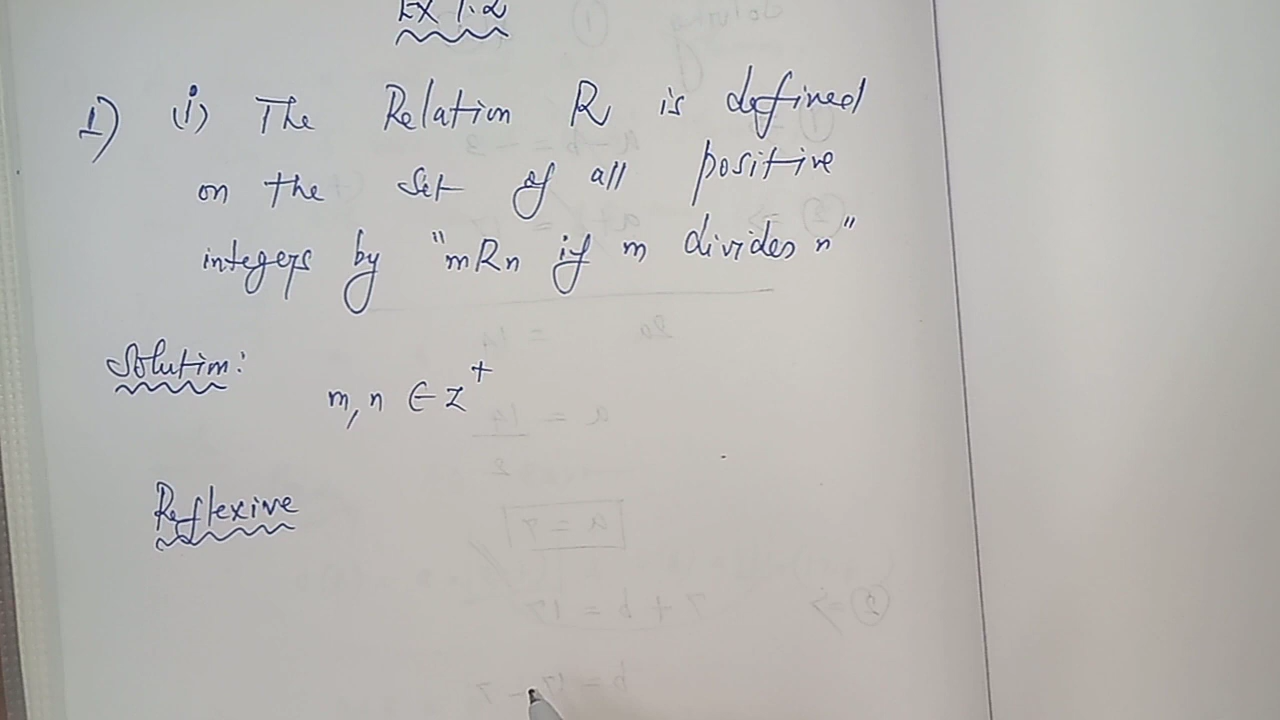 Ex 1.2
1) (i) The Relation R is defined
on the Set of all positive
integers by "mRn if m divides n"
Solution:
m, n ∈ Z⁺
Reflexive